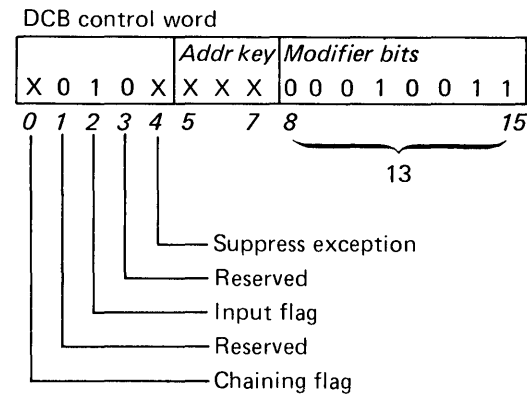 DCB control word
Addr key Modifier bits
X 0 1 0 X X X X 0 0 0 1 0 0 1 1
0 1 2 3 4 5 7 8 15
13
Suppress exception
Reserved
Input flag
Reserved
Chaining flag